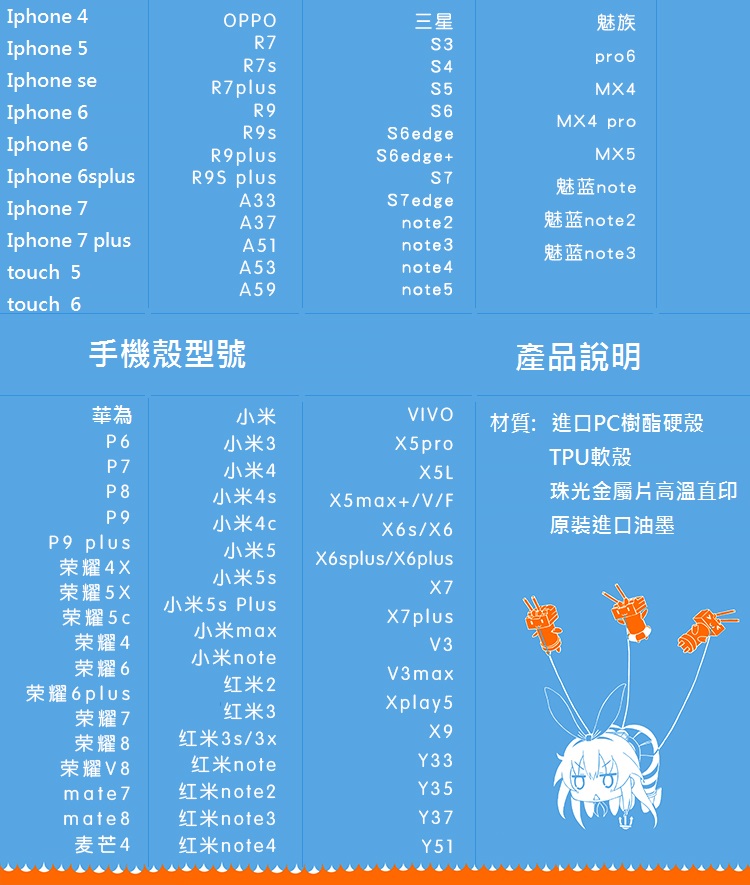 Iphone 4
Iphone 5
Iphone se
Iphone 6
Iphone 6
Iphone 6splus
Iphone 7
Iphone 7 plus
touch 5
touch 6
OPPO
R7
R7s
R7plus
R9
R9s
R9plus
R9S plus
A33
A37
A51
A53
A59
三星
S3
S4
S5
S6
S6edge
S6edge+
S7
S7edge
note2
note3
note4
note5
魅族
pro6
MX4
MX4 pro
MX5
魅蓝note
魅蓝note2
魅蓝note3
手機殼型號
產品說明
華為
P6
P7
P8
P9
P9 plus
荣耀4X
荣耀5X
荣耀5c
荣耀4
荣耀6
荣耀6plus
荣耀7
荣耀8
荣耀V8
mate7
mate8
麦芒4
小米
小米3
小米4
小米4s
小米4c
小米5
小米5s
小米5s Plus
小米max
小米note
红米2
红米3
红米3s/3x
红米note
红米note2
红米note3
红米note4
VIVO
X5pro
X5L
X5max+/V/F
X6s/X6
X6splus/X6plus
X7
X7plus
V3
V3max
Xplay5
X9
Y33
Y35
Y37
Y51
材質: 進口PC樹酯硬殼
TPU軟殼
珠光金屬片高溫直印
原裝進口油墨